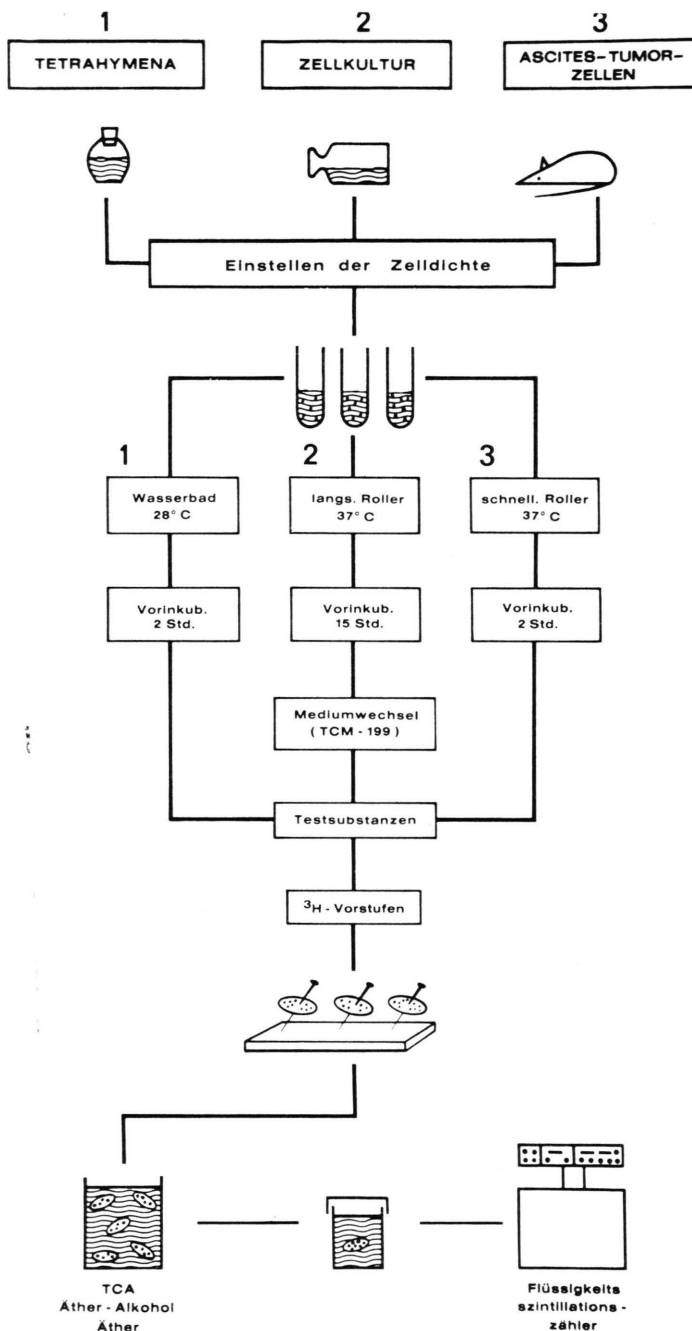 1
2
3
TETRAHYMENA
ZELLKULTUR
ASCITES-TUMOR-
ZELLEN
Einstellen der Zelldichte
1
2
3
Wasserbad
28° C
langs. Roller
37° C
schnell. Roller
37° C
Vorinkub.
2 Std.
Vorinkub.
15 Std.
Vorinkub.
2 Std.
Mediumwechsel
( TCM - 199 )
Testsubstanzen
³H - Vorstufen
TCA
Äther - Alkohol
Äther
Flüssigkeits
szintillations -
zähler